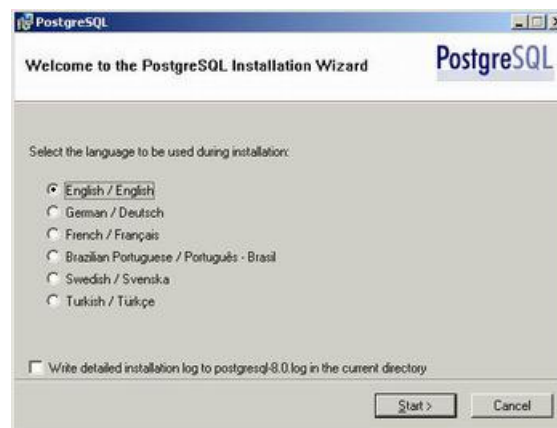 PostgreSQL
Welcome to the PostgreSQL Installation Wizard
PostgreSQL
Select the language to be used during installation:
English / English
German / Deutsch
French / Français
Brazilian Portuguese / Português - Brasil
Swedish / Svenska
Turkish / Türkçe
Write detailed installation log to postgresql-8.0.log in the current directory
Start >
Cancel